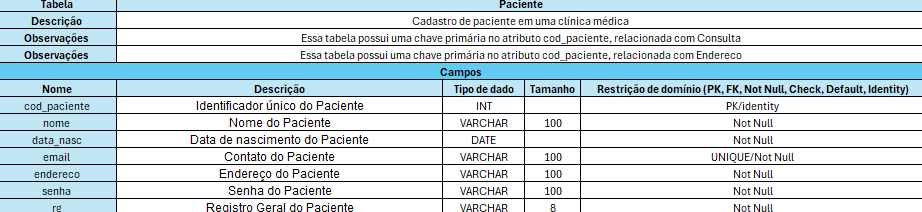 Tabela Paciente
Descrição Cadastro de paciente em uma clínica médica
Observações Essa tabela possui uma chave primária no atributo cod_paciente, relacionada com Consulta
Observações Essa tabela possui uma chave primária no atributo cod_paciente, relacionada com Endereco
Campos
Nome Descrição Tipo de dado Tamanho Restrição de domínio (PK, FK, Not Null, Check, Default, Identity)
cod_paciente Identificador único do Paciente INT PK/identity
nome Nome do Paciente VARCHAR 100 Not Null
data_nasc Data de nascimento do Paciente DATE Not Null
email Contato do Paciente VARCHAR 100 UNIQUE/Not Null
endereco Endereço do Paciente VARCHAR 100 Not Null
senha Senha do Paciente VARCHAR 100 Not Null
rg Registro Geral do Paciente VARCHAR 8 Not Null